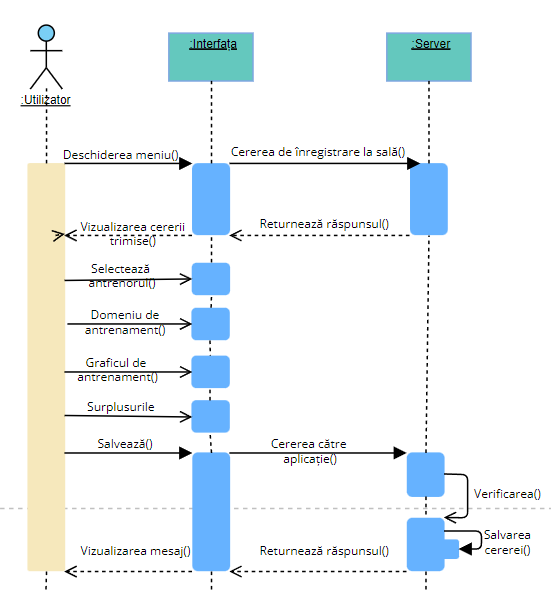 :Utilizator
:Interfața
:Server
Deschiderea meniu()
Cererea de înregistrare la sală()
Returnează răspunsul()
Vizualizarea cererii
trimise()
Selectează
antrenorul()
Domeniu de
antrenament()
Graficul de
antrenament()
Surplusurile
Salvează()
Cererea către
aplicație()
Verificarea()
Salvarea
cererei()
Returnează răspunsul()
Vizualizarea mesaj()